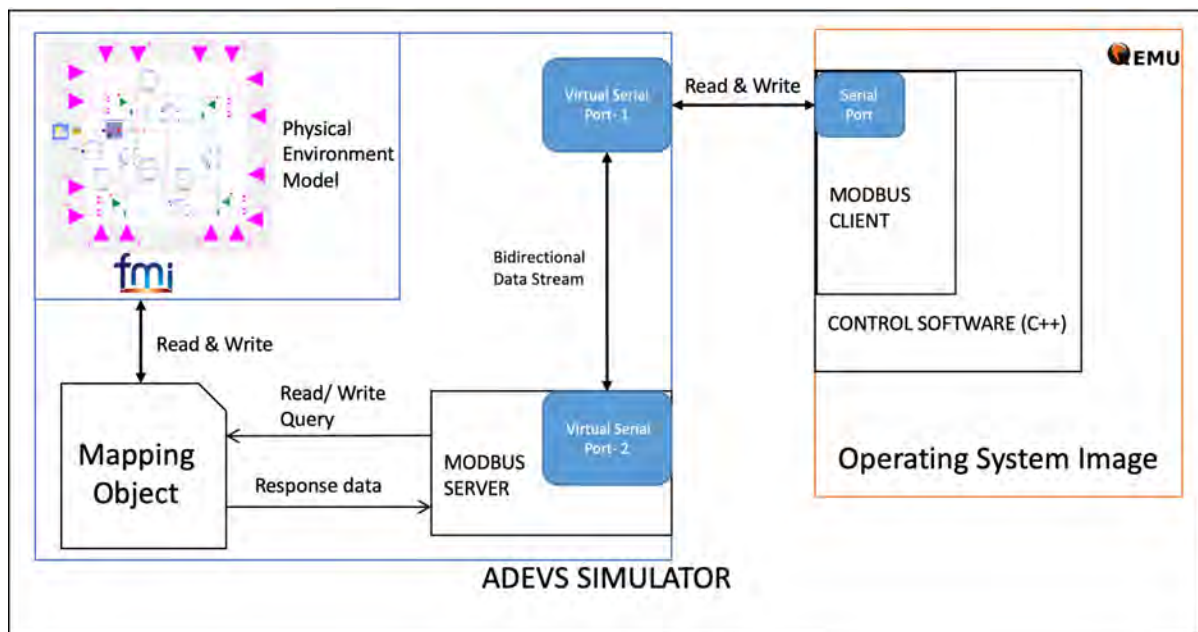 Physical
Environment
Model
fmi
Read & Write
Mapping
Object
Read/ Write
Query
Response data
MODBUS
SERVER
Virtual Serial
Port- 1
Bidirectional
Data Stream
Virtual Serial
Port- 2
Read & Write
QEMU
Serial
Port
MODBUS
CLIENT
CONTROL SOFTWARE (C++)
Operating System Image
ADEVS SIMULATOR